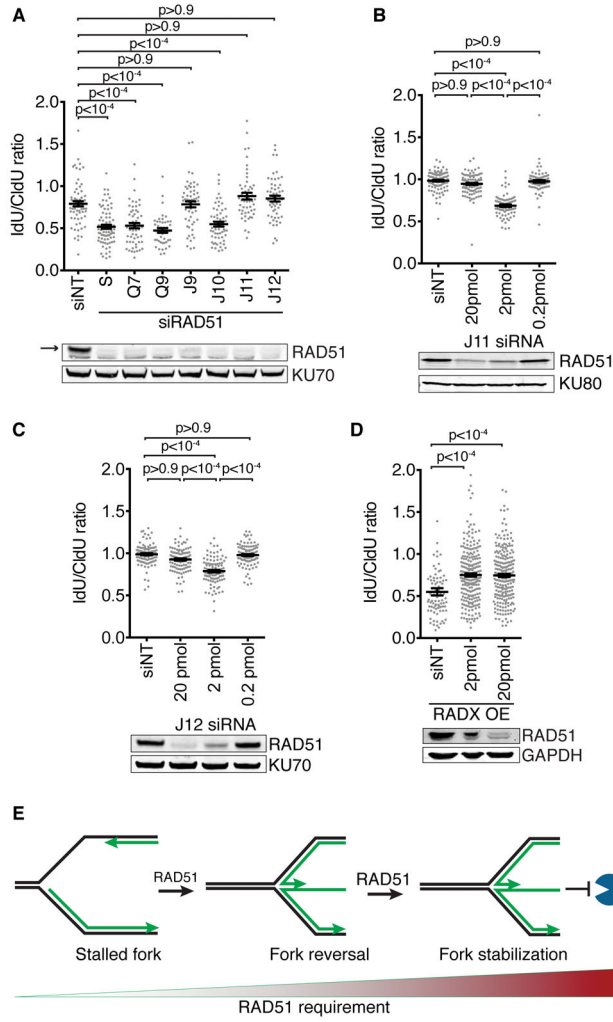 A
p>0.9
p>0.9
p<10-4
p>0.9
p<10-4
p<10-4
p<10-4
IdU/CldU ratio
2.0
1.5
1.0
0.5
0.0
siNT
S
Q7
Q9
J9
J10
J11
J12
siRAD51
RAD51
KU70
B
p>0.9
p<10-4
p>0.9 p<10-4 p<10-4
IdU/CldU ratio
2.0
1.5
1.0
0.5
0.0
siNT
20pmol
2pmol
0.2pmol
J11 siRNA
RAD51
KU80
C
p>0.9
p<10-4
p>0.9 p<10-4 p<10-4
IdU/CldU ratio
2.0
1.5
1.0
0.5
0.0
siNT
20 pmol
2 pmol
0.2 pmol
J12 siRNA
RAD51
KU70
D
p<10-4
p<10-4
IdU/CldU ratio
2.0
1.5
1.0
0.5
0.0
siNT
2pmol
20pmol
RADX OE
RAD51
GAPDH
E
RAD51
RAD51
Stalled fork
Fork reversal
Fork stabilization
RAD51 requirement